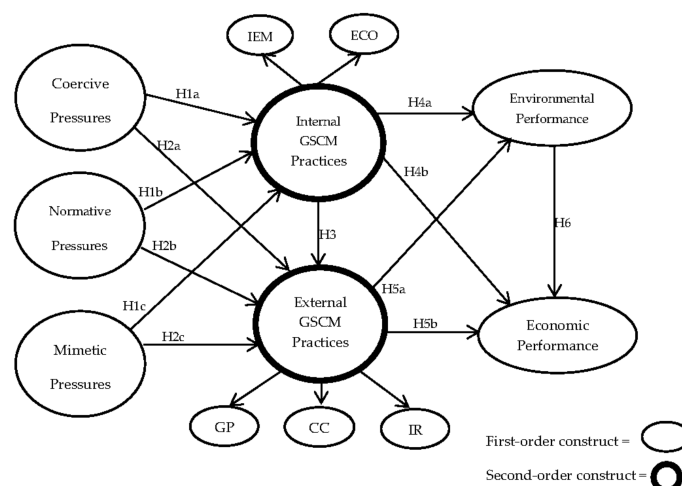 IEM
ECO
Coercive
Pressures
H1a
Internal
GSCM
Practices
H4a
Environmental
Performance
H2a
H4b
H1b
Normative
Pressures
H2b
H3
H6
H1c
H5a
External
GSCM
Practices
H5b
Economic
Performance
Mimetic
Pressures
H2c
GP
CC
IR
First-order construct =
Second-order construct =